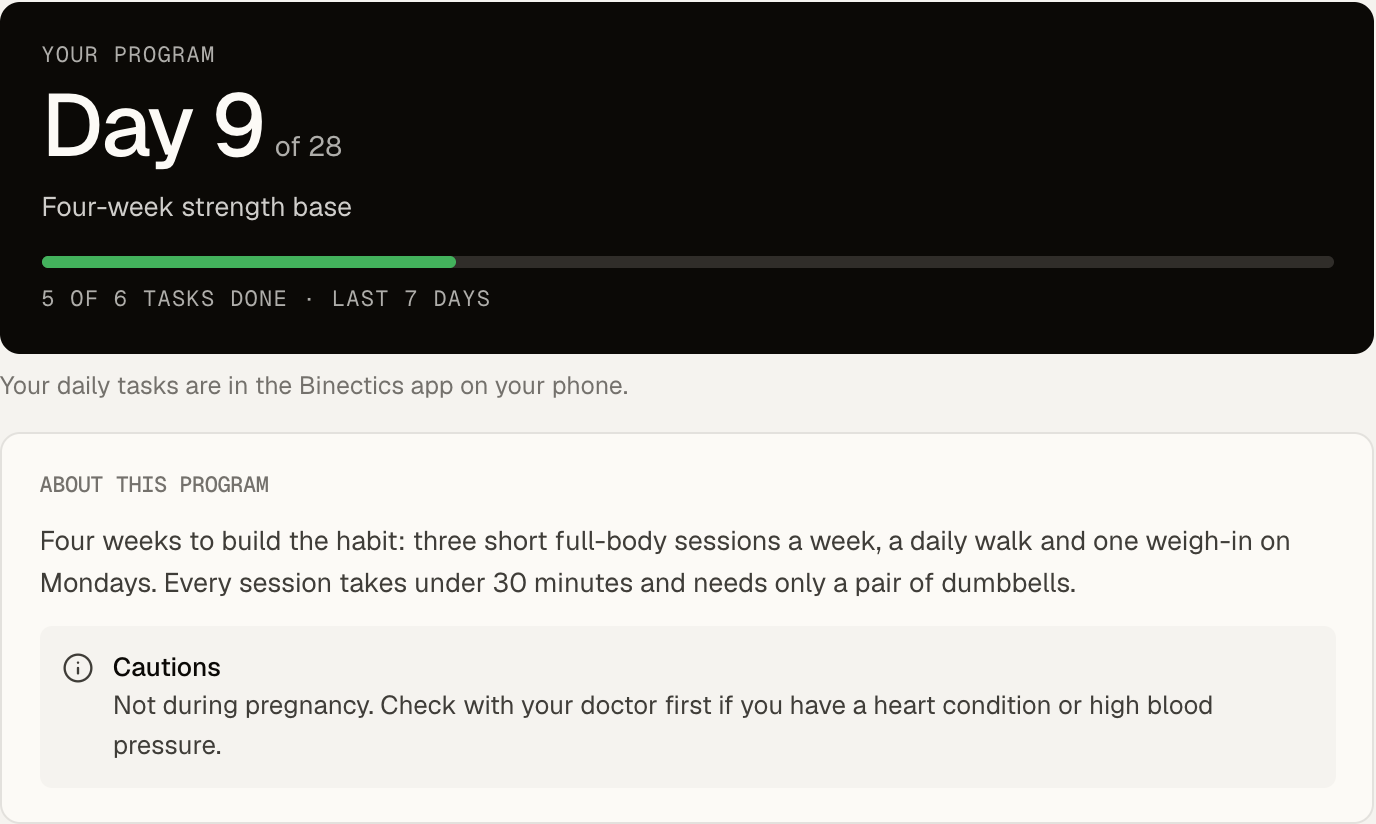 YOUR PROGRAM
Day 9 of 28
Four-week strength base
5 OF 6 TASKS DONE · LAST 7 DAYS
Your daily tasks are in the Binectics app on your phone.
ABOUT THIS PROGRAM
Four weeks to build the habit: three short full-body sessions a week, a daily walk and one weigh-in on
Mondays. Every session takes under 30 minutes and needs only a pair of dumbbells.
Cautions
Not during pregnancy. Check with your doctor first if you have a heart condition or high blood
pressure.